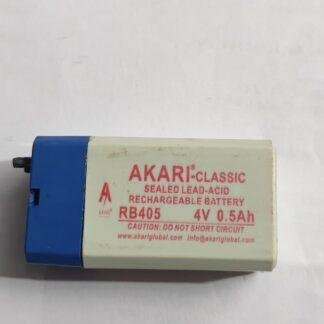 AKARI-CLASSIC
SEALED LEAD-ACID
RECHARGEABLE BATTERY
RB405 4V 0.5Ah
CAUTION: DO NOT SHORT CIRCUIT
www.akariglobal.com info@akariglobal.com